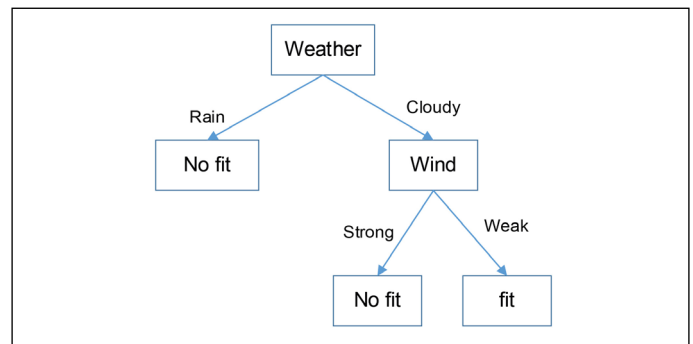 Weather
Rain
Cloudy
No fit
Wind
Strong
Weak
No fit
fit